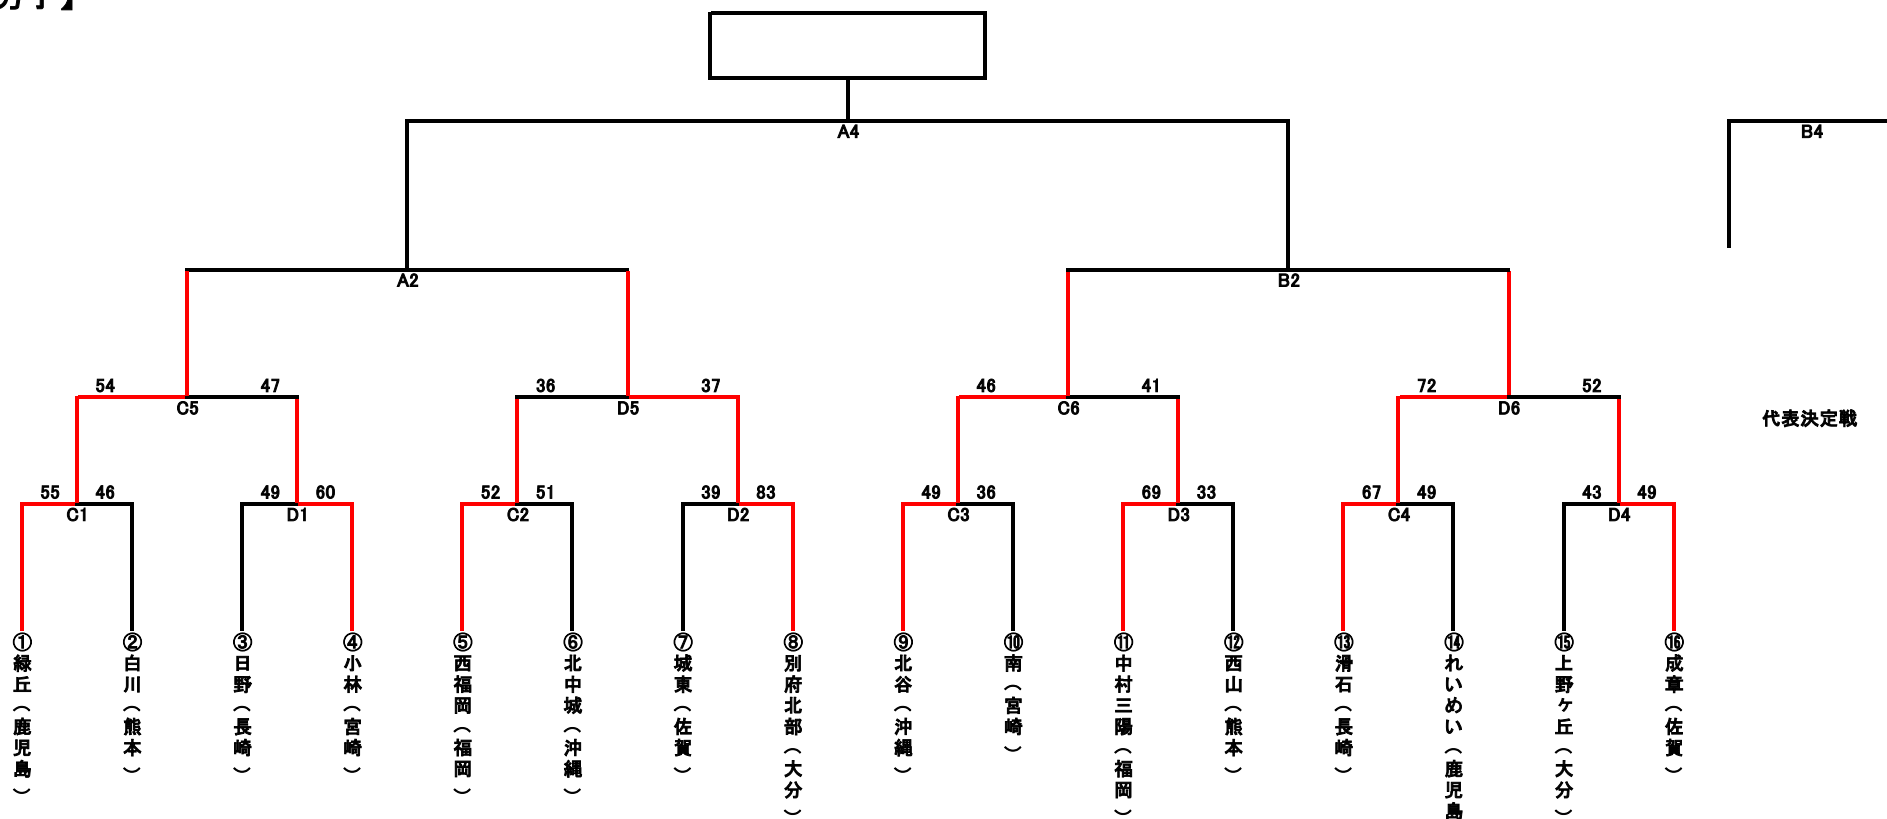 子】
A4
B4
A2
B2
54
47
36
37
46
41
72
52
C5
D5
C6
D6
代表決定戦
55
46
49
60
52
51
39
83
49
36
69
33
67
49
43
49
C1
D1
C2
D2
C3
D3
C4
D4
①緑丘(鹿児島)
②白川(熊本)
③日野(長崎)
④小林(宮崎)
⑤西福岡(福岡)
⑥北中城(沖縄)
⑦城東(佐賀)
⑧別府北部(大分)
⑨北谷(沖縄)
⑩南(宮崎)
⑪中村三陽(福岡)
⑫西山(熊本)
⑬滑石(長崎)
⑭れいめい(鹿児島
⑮上野ヶ丘(大分)
⑯成章(佐賀)